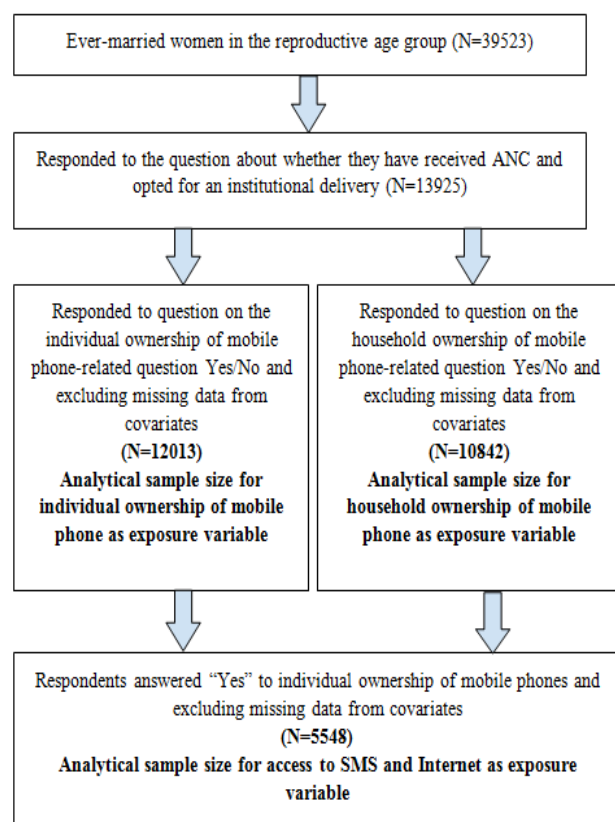 Ever-married women in the reproductive age group (N=39523)
Responded to the question about whether they have received ANC and
opted for an institutional delivery (N=13925)
Responded to question on the
individual ownership of mobile
phone-related question Yes/No and
excluding missing data from
covariates
(N=12013)
Analytical sample size for
individual ownership of mobile
phone as exposure variable
Responded to question on the
household ownership of mobile
phone-related question Yes/No and
excluding missing data from
covariates
(N=10842)
Analytical sample size for
household ownership of mobile
phone as exposure variable
Respondents answered “Yes” to individual ownership of mobile phones and
excluding missing data from covariates
(N=5548)
Analytical sample size for access to SMS and Internet as exposure
variable